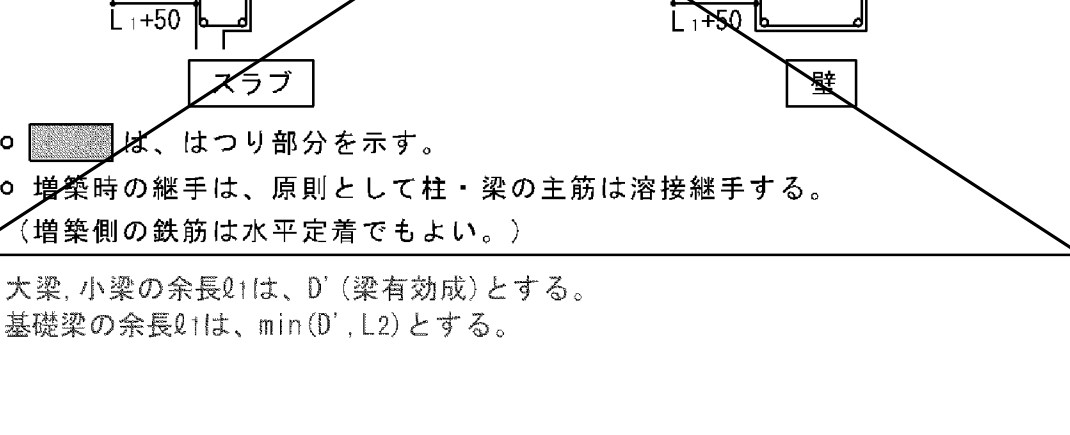 L1+50
L1+50
スラブ
壁
は、はつり部分を示す。
増築時の継手は、原則として柱・梁の主筋は溶接継手する。
(増築側の鉄筋は水平定着でもよい。)
大梁,小梁の余長ℓ1は、D'(梁有効成)とする。
基礎梁の余長ℓ1は、min(D',L2)とする。